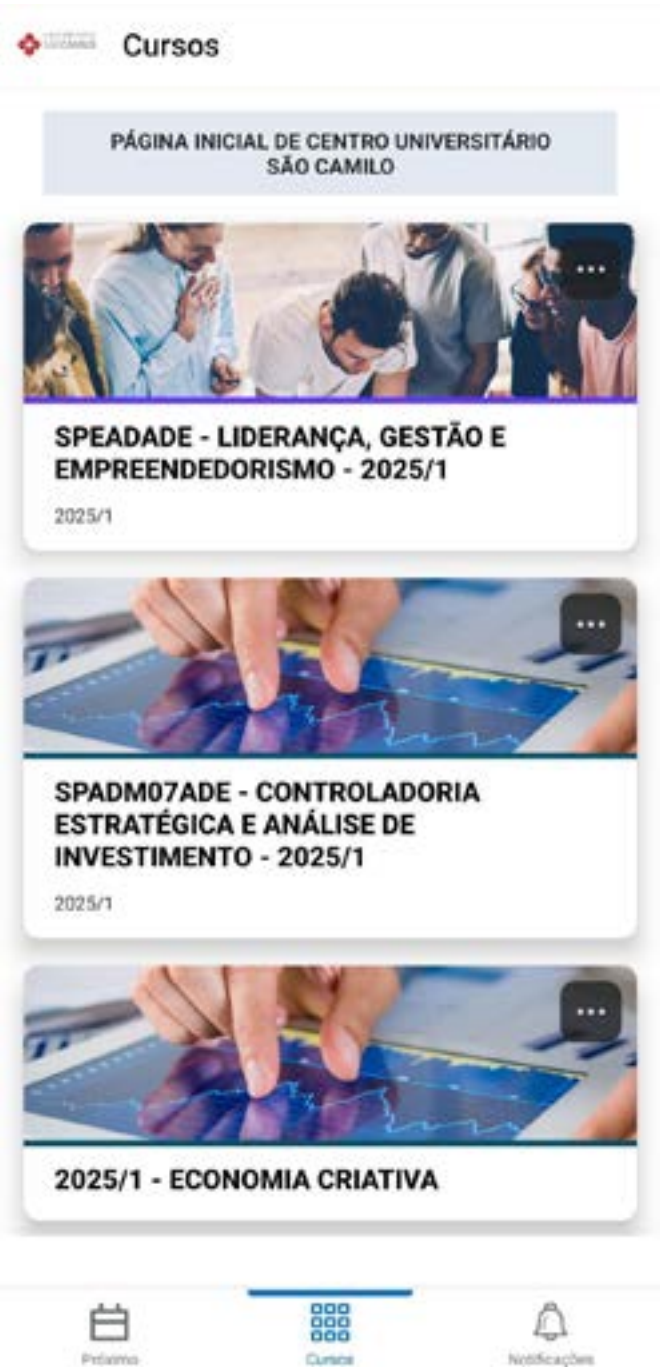 Cursos
PÁGINA INICIAL DE CENTRO UNIVERSITÁRIO
SÃO CAMILO
SPEADADE - LIDERANÇA, GESTÃO E
EMPREENDEDORISMO - 2025/1
2025/1
SPADM07ADE - CONTROLADORIA
ESTRATÉGICA E ANÁLISE DE
INVESTIMENTO - 2025/1
2025/1
2025/1 - ECONOMIA CRIATIVA
Próximo Cursos Notificações